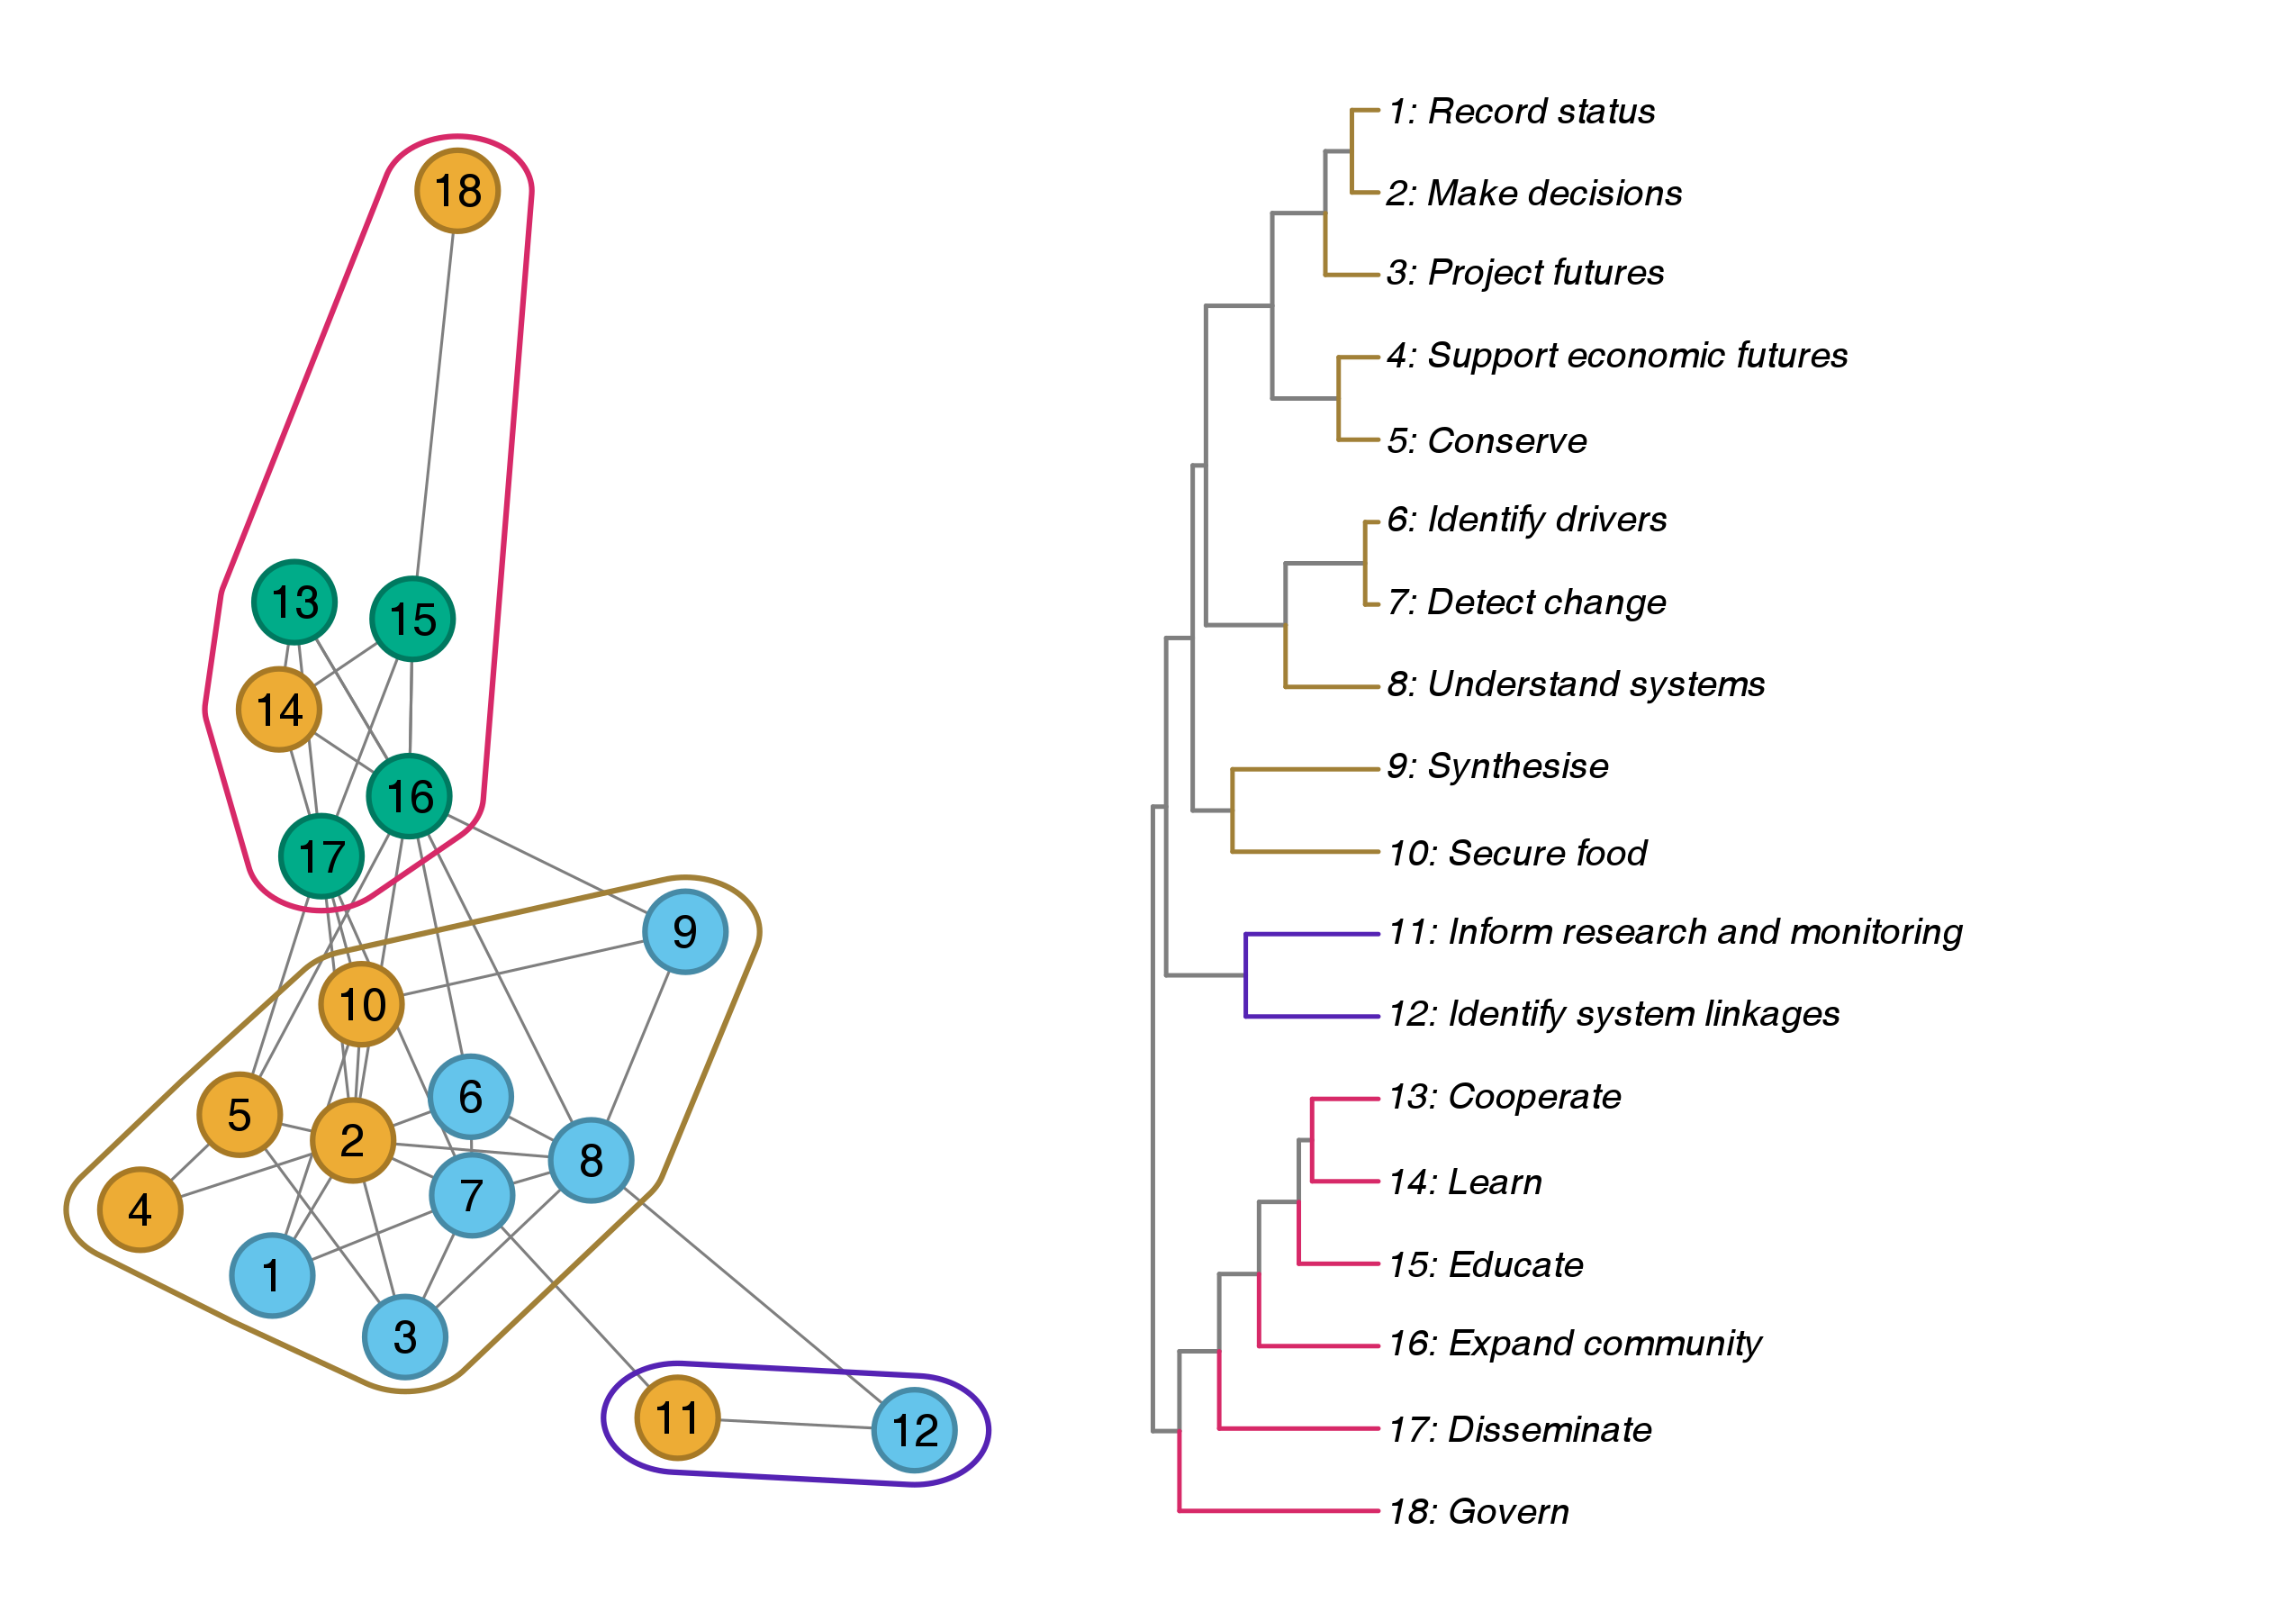 18
13
15
14
16
17
9
10
6
5
2
8
7
4
1
3
11
12
1: Record status
2: Make decisions
3: Project futures
4: Support economic futures
5: Conserve
6: Identify drivers
7: Detect change
8: Understand systems
9: Synthesise
10: Secure food
11: Inform research and monitoring
12: Identify system linkages
13: Cooperate
14: Learn
15: Educate
16: Expand community
17: Disseminate
18: Govern